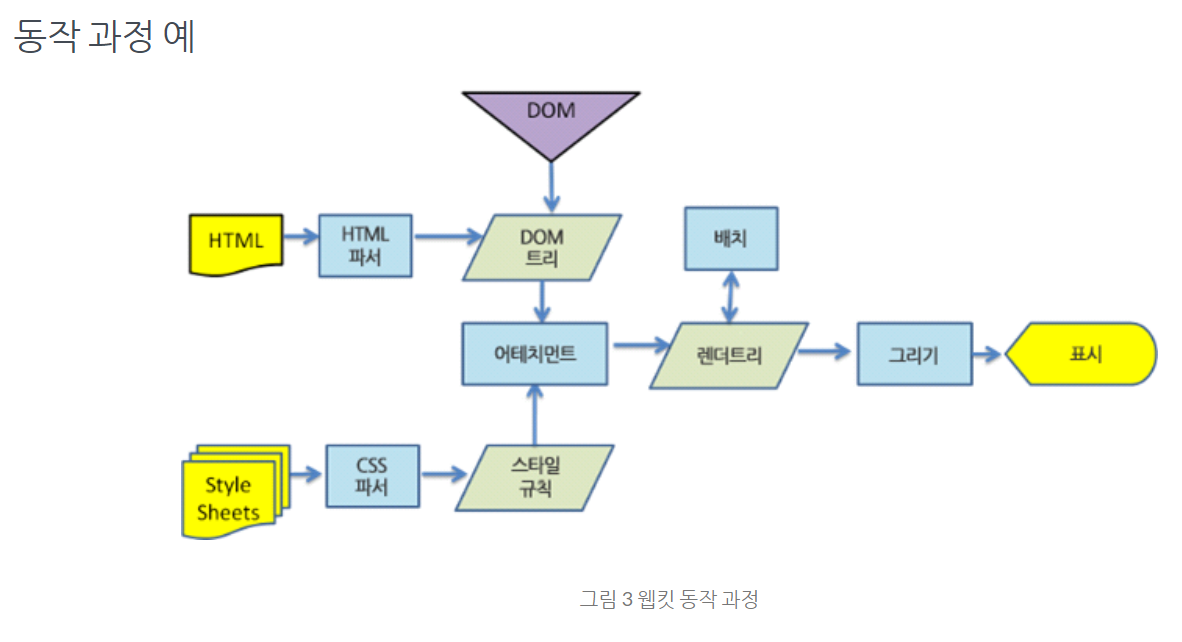 동작 과정 예
DOM
HTML
HTML
파서
DOM
트리
배치
어테치먼트
렌더트리
그리기
표시
Style
Sheets
CSS
파서
스타일
규칙
그림 3 웹킷 동작 과정